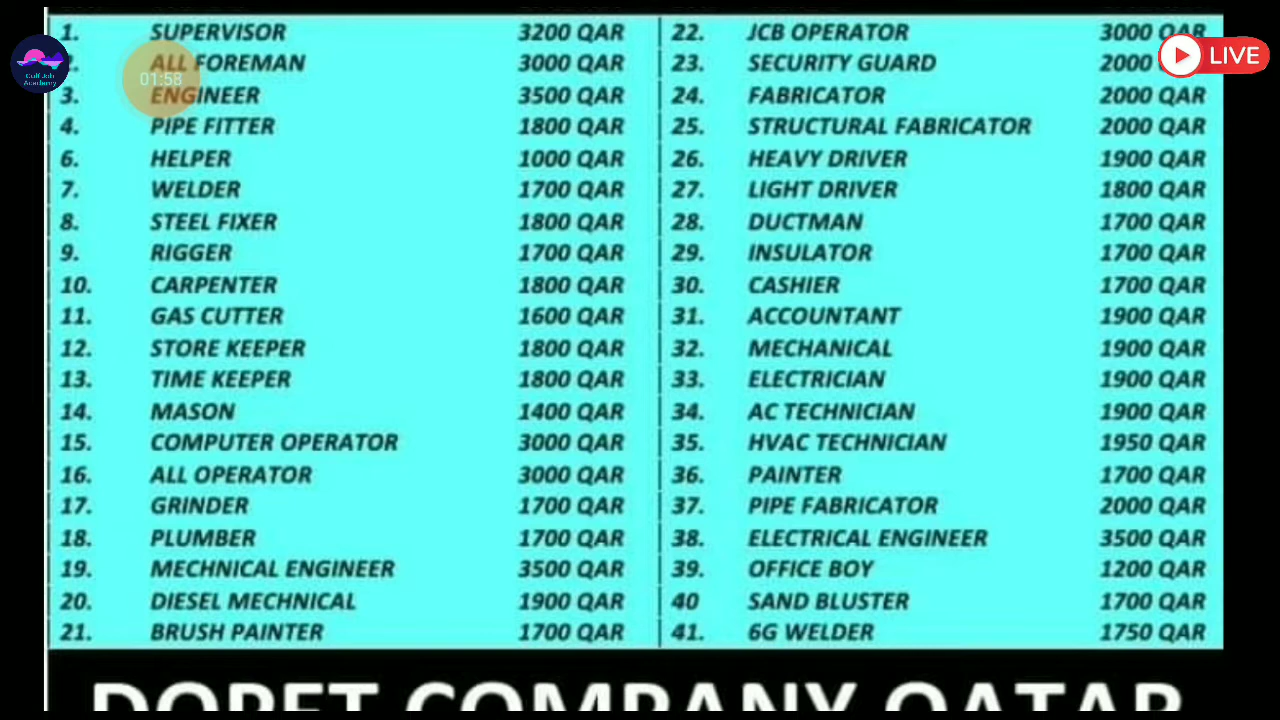 1. SUPERVISOR 3200 QAR
2. ALL FOREMAN 3000 QAR
3. ENGINEER 3500 QAR
4. PIPE FITTER 1800 QAR
6. HELPER 1000 QAR
7. WELDER 1700 QAR
8. STEEL FIXER 1800 QAR
9. RIGGER 1700 QAR
10. CARPENTER 1800 QAR
11. GAS CUTTER 1600 QAR
12. STORE KEEPER 1800 QAR
13. TIME KEEPER 1800 QAR
14. MASON 1400 QAR
15. COMPUTER OPERATOR 3000 QAR
16. ALL OPERATOR 3000 QAR
17. GRINDER 1700 QAR
18. PLUMBER 1700 QAR
19. MECHNICAL ENGINEER 3500 QAR
20. DIESEL MECHNICAL 1900 QAR
21. BRUSH PAINTER 1700 QAR
22. JCB OPERATOR 3000 QAR
23. SECURITY GUARD 2000
24. FABRICATOR 2000 QAR
25. STRUCTURAL FABRICATOR 2000 QAR
26. HEAVY DRIVER 1900 QAR
27. LIGHT DRIVER 1800 QAR
28. DUCTMAN 1700 QAR
29. INSULATOR 1700 QAR
30. CASHIER 1700 QAR
31. ACCOUNTANT 1900 QAR
32. MECHANICAL 1900 QAR
33. ELECTRICIAN 1900 QAR
34. AC TECHNICIAN 1900 QAR
35. HVAC TECHNICIAN 1950 QAR
36. PAINTER 1700 QAR
37. PIPE FABRICATOR 2000 QAR
38. ELECTRICAL ENGINEER 3500 QAR
39. OFFICE BOY 1200 QAR
40 SAND BLUSTER 1700 QAR
41. 6G WELDER 1750 QAR
COMPANY QATAR
Gulf Job
Academy
01:58
LIVE